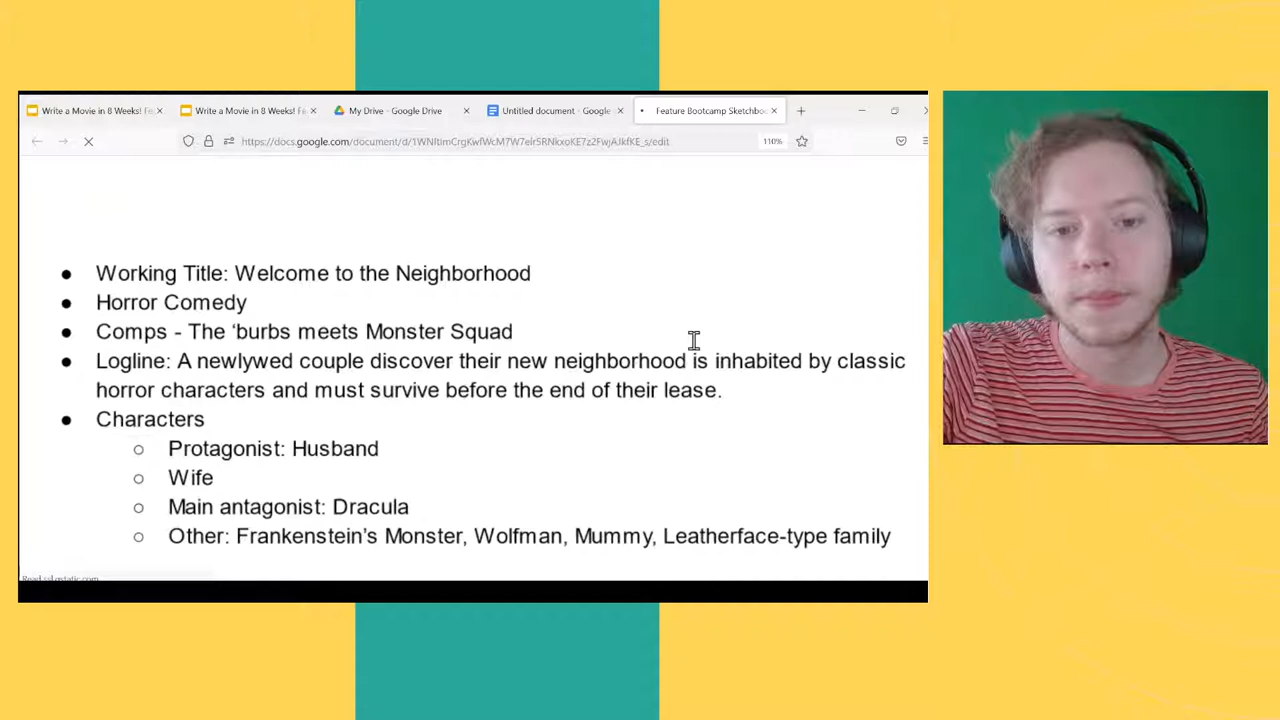 Write a Movie in 8 Weeks! Fe
Write a Movie in 8 Weeks! Fe
My Drive - Google Drive
Untitled document - Google
Feature Bootcamp Sketchboo
110%
● Working Title: Welcome to the Neighborhood
● Horror Comedy
● Comps - The ‘burbs meets Monster Squad
● Logline: A newlywed couple discover their new neighborhood is inhabited by classic
horror characters and must survive before the end of their lease.
● Characters
○ Protagonist: Husband
○ Wife
○ Main antagonist: Dracula
○ Other: Frankenstein’s Monster, Wolfman, Mummy, Leatherface-type family